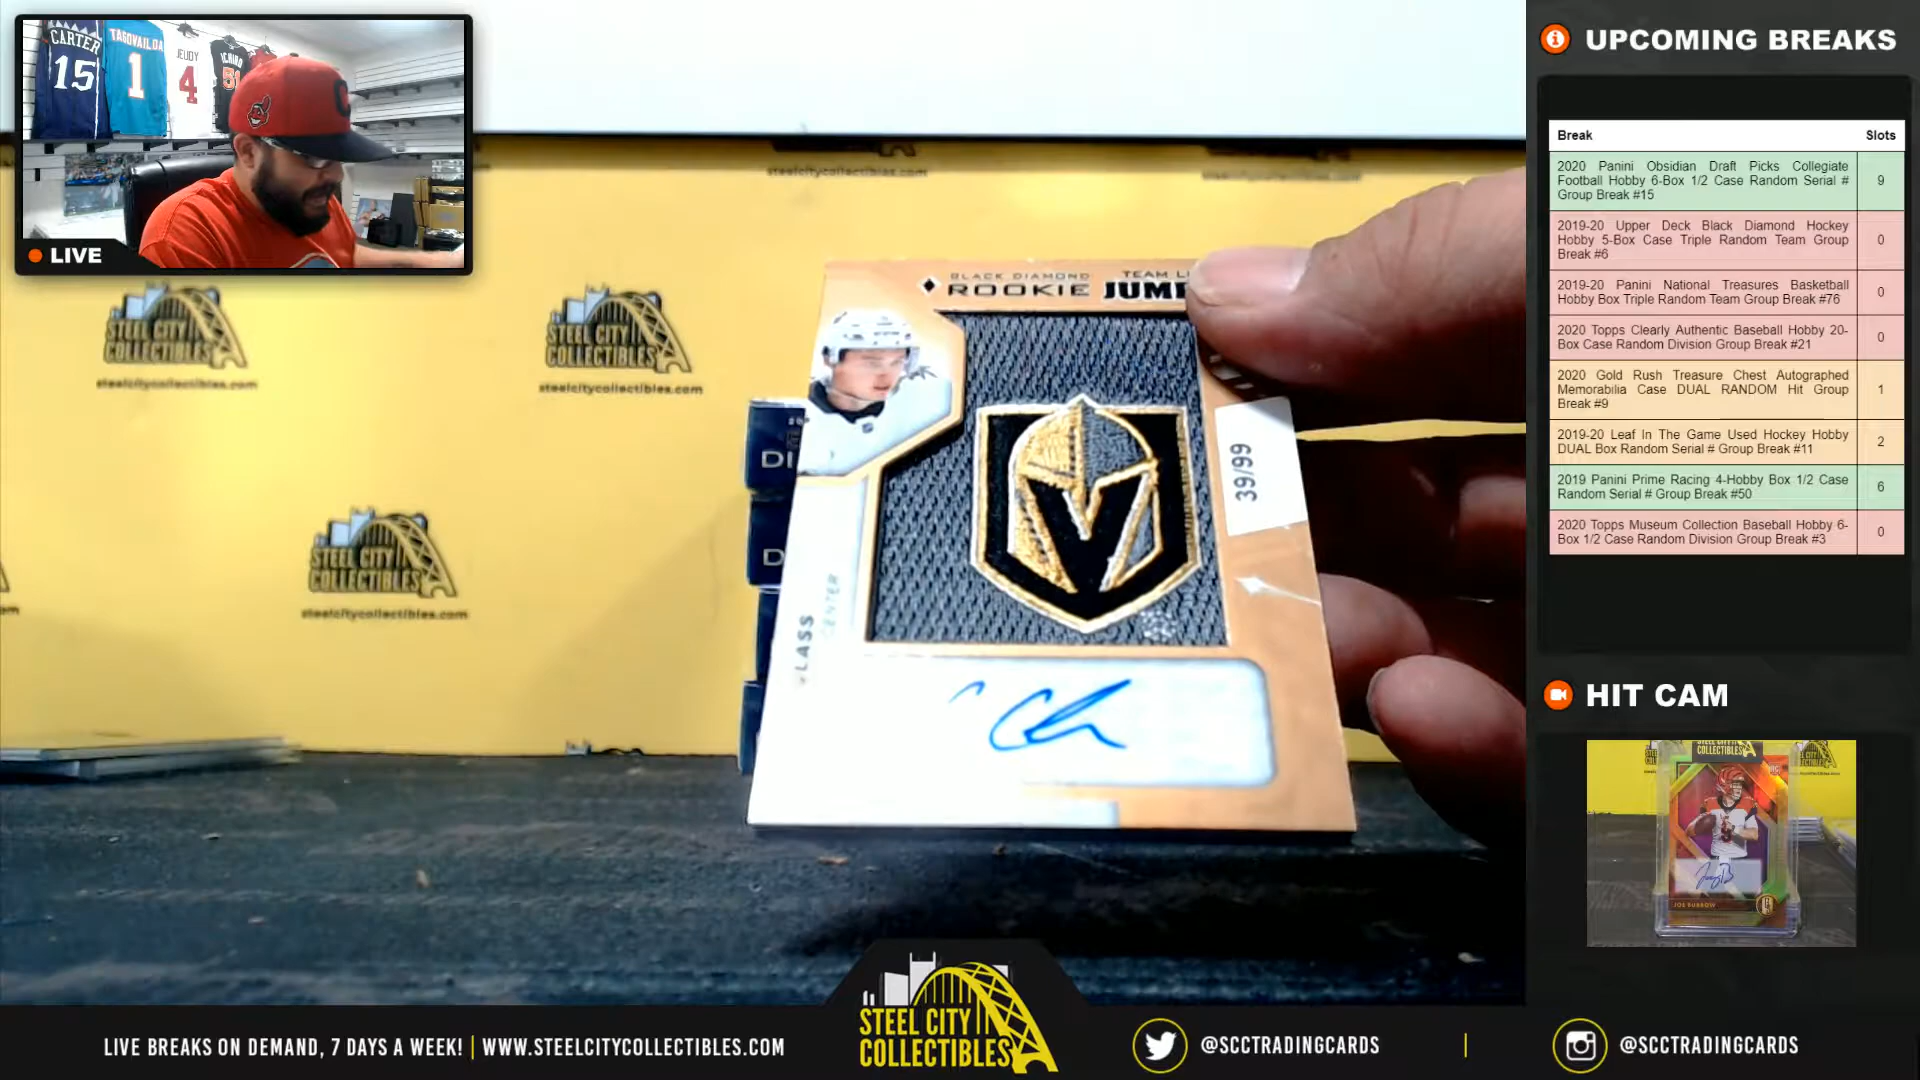 CARTER
15
TAGOVAILOA
1
JEUDY
4
ICHIRO
51
LIVE
steelcitycollectibles.com
STEEL CITY
COLLECTIBLES
steelcitycollectibles.com
STEEL CITY
COLLECTIBLES
steelcitycollectibles.com
STEEL CITY
COLLECTIBLES
steelcitycollectibles.com
BLACK DIAMOND
ROOKIE
TEAM
39/99
CENTER
UPCOMING BREAKS
Break Slots
2020 Panini Obsidian Draft Picks Collegiate
Football Hobby 6-Box 1/2 Case Random Serial #
Group Break #15
9
2019-20 Upper Deck Black Diamond Hockey
Hobby 5-Box Case Triple Random Team Group
Break #6
0
2019-20 Panini National Treasures Basketball
Hobby Box Triple Random Team Group Break #76
0
2020 Topps Clearly Authentic Baseball Hobby 20-
Box Case Random Division Group Break #21
0
2020 Gold Rush Treasure Chest Autographed
Memorabilia Case DUAL RANDOM Hit Group
Break #9
1
2019-20 Leaf In The Game Used Hockey Hobby
DUAL Box Random Serial # Group Break #11
2
2019 Panini Prime Racing 4-Hobby Box 1/2 Case
Random Serial # Group Break #50
6
2020 Topps Museum Collection Baseball Hobby 6-
Box 1/2 Case Random Division Group Break #3
0
HIT CAM
JOE BURROW
LIVE BREAKS ON DEMAND, 7 DAYS A WEEK! | WWW.STEELCITYCOLLECTIBLES.COM
STEEL CITY
COLLECTIBLES
@SCCTRADINGCARDS
@SCCTRADINGCARDS